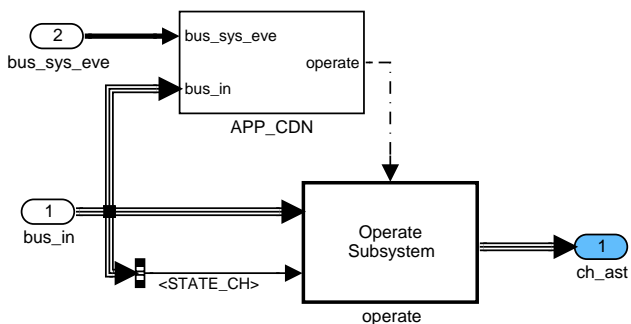 2
bus_sys_eve
bus_sys_eve
operate
bus_in
APP_CDN
1
bus_in
Operate
Subsystem
1
ch_ast
<STATE_CH>
operate